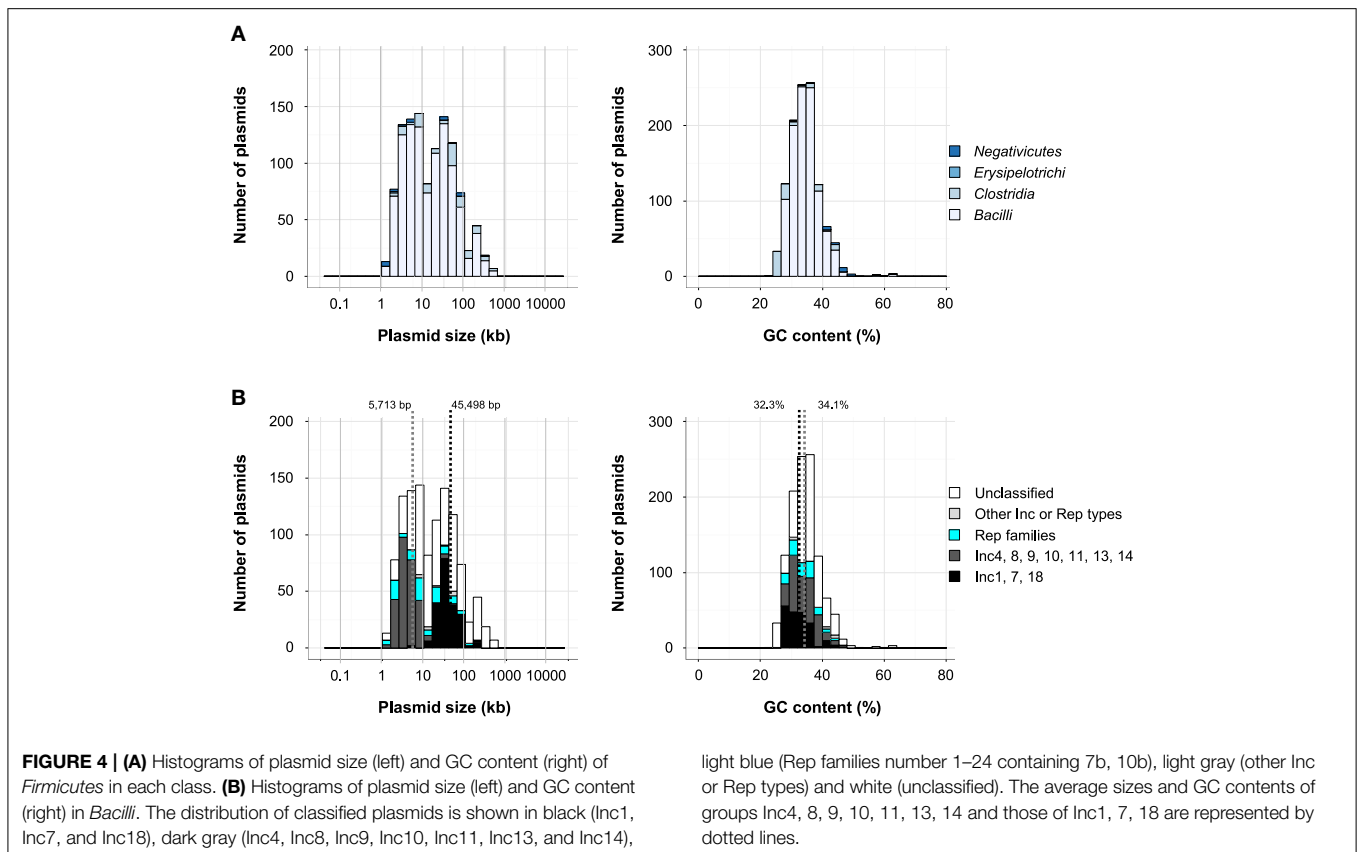 A
200
150
100
50
0
Number of plasmids
0.1 1 10 100 1000 10000
Plasmid size (kb)
300
200
100
0
Number of plasmids
0 20 40 60 80
GC content (%)
Negativicutes
Erysipelotrichi
Clostridia
Bacilli
B
5,713 bp 45,498 bp
200
150
100
50
0
Number of plasmids
0.1 1 10 100 1000 10000
Plasmid size (kb)
32.3% 34.1%
300
200
100
0
Number of plasmids
0 20 40 60 80
GC content (%)
Unclassified
Other Inc or Rep types
Rep families
Inc4, 8, 9, 10, 11, 13, 14
Inc1, 7, 18
FIGURE 4 | (A) Histograms of plasmid size (left) and GC content (right) of
Firmicutes in each class. (B) Histograms of plasmid size (left) and GC content
(right) in Bacilli. The distribution of classified plasmids is shown in black (Inc1,
Inc7, and Inc18), dark gray (Inc4, Inc8, Inc9, Inc10, Inc11, Inc13, and Inc14),
light blue (Rep families number 1–24 containing 7b, 10b), light gray (other Inc
or Rep types) and white (unclassified). The average sizes and GC contents of
groups Inc4, 8, 9, 10, 11, 13, 14 and those of Inc1, 7, 18 are represented by
dotted lines.